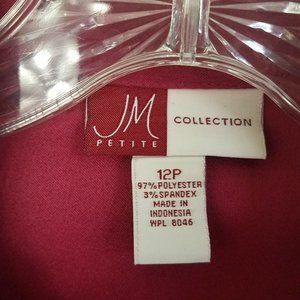 JM
PETITE
COLLECTION
12P
97% POLYESTER
3% SPANDEX
MADE IN
INDONESIA
WPL 8046